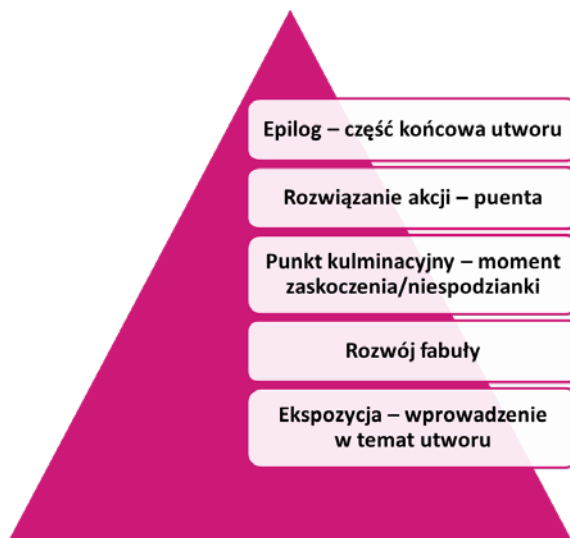 Epilog – część końcowa utworu
Rozwiązanie akcji – puenta
Punkt kulminacyjny – moment
zaskoczenia/niespodzianki
Rozwój fabuły
Ekspozycja – wprowadzenie
w temat utworu